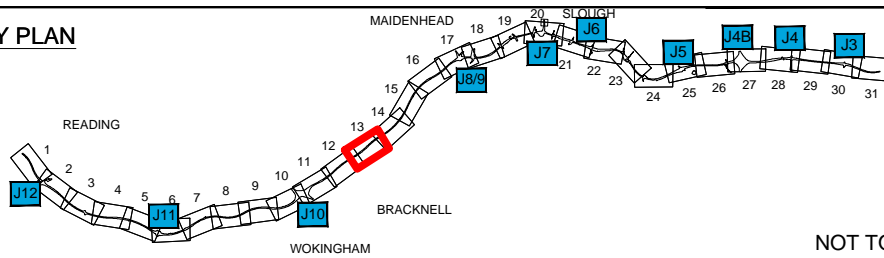 Y PLAN
MAIDENHEAD
SLOUGH
READING
BRACKNELL
WOKINGHAM
NOT TO
J12
J11
J10
J8/9
J7
J6
J5
J4B
J4
J3
1
2
3
4
5
6
7
8
9
10
11
12
13
14
15
16
17
18
19
20
21
22
23
24
25
26
27
28
29
30
31